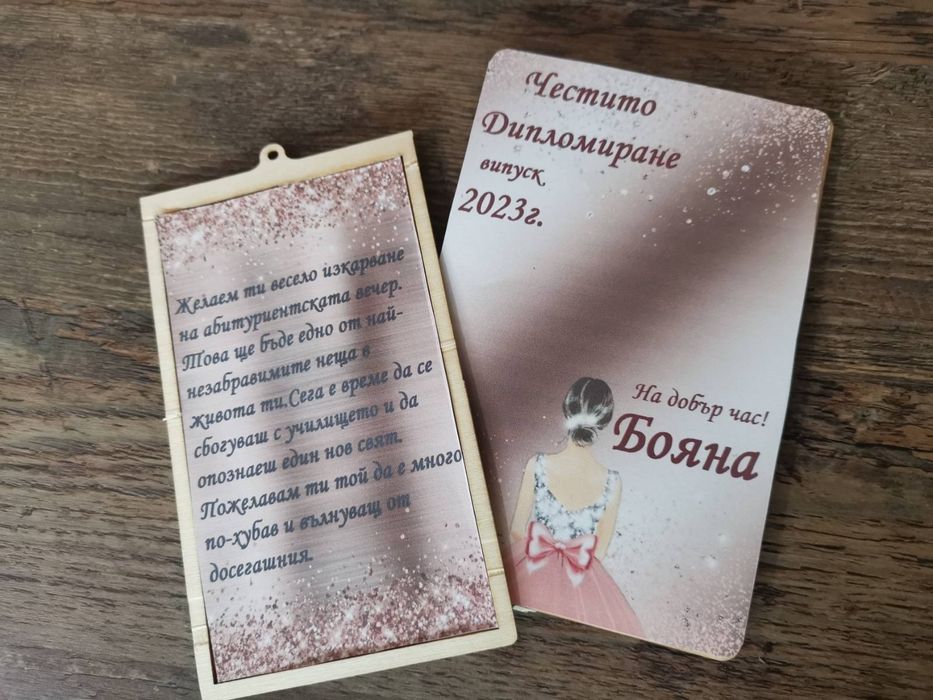 Желаем ти весело изкарване
на абитуриентската вечер.
Това ще бъде едно от най-
незабравимите неща в
живота ти.Сега е време да се
сбогуваш с училището и да
опознаеш един нов свят.
Пожелавам ти той да е много
по-хубав и вълнуващ от
досегашния.
Честито
Дипломиране
випуск
2023г.
На добър час!
Бояна